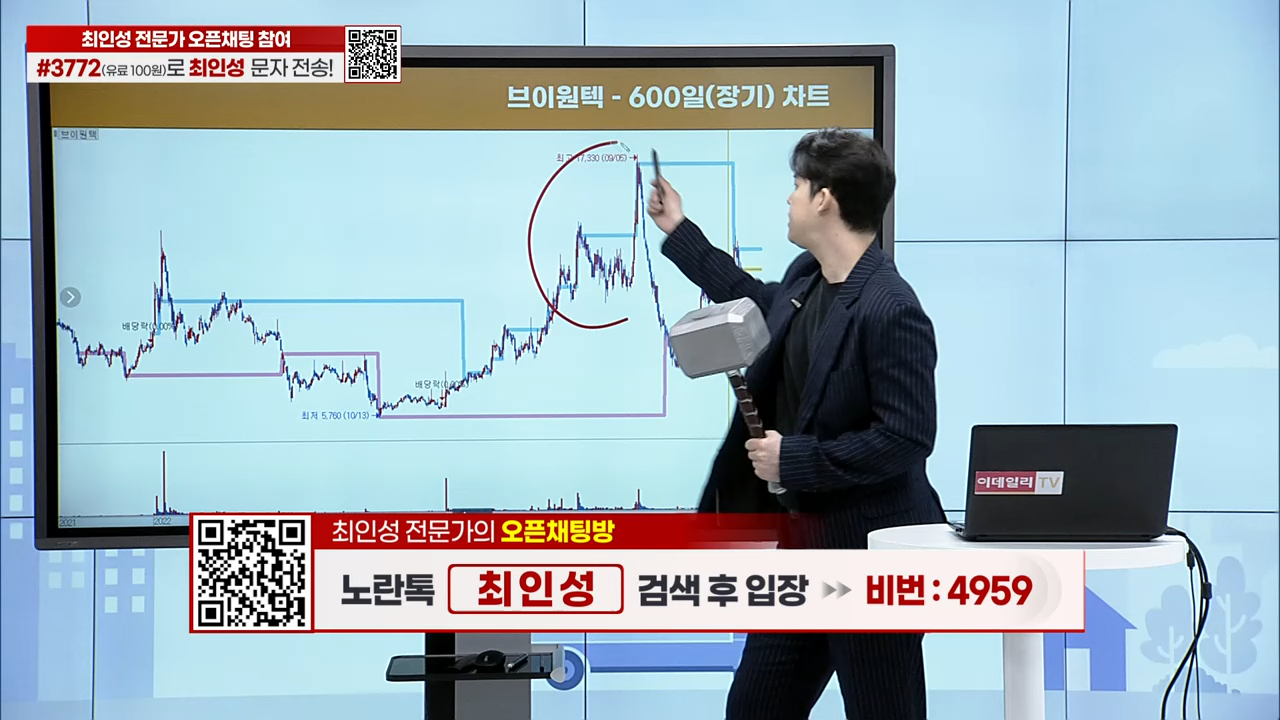 최인성 전문가 오픈채팅 참여
#3772(유료 100원)로 최인성 문자 전송!
브이원텍 - 600일(장기) 차트
브이원텍
최고 17,330 (09/05)
배당락(0.00%
배당락(0.00%)
최저 5,760 (10/13)
2021
2022
이데일리TV
최인성 전문가의 오픈채팅방
노란톡 최인성 검색 후 입장 비번 : 4959